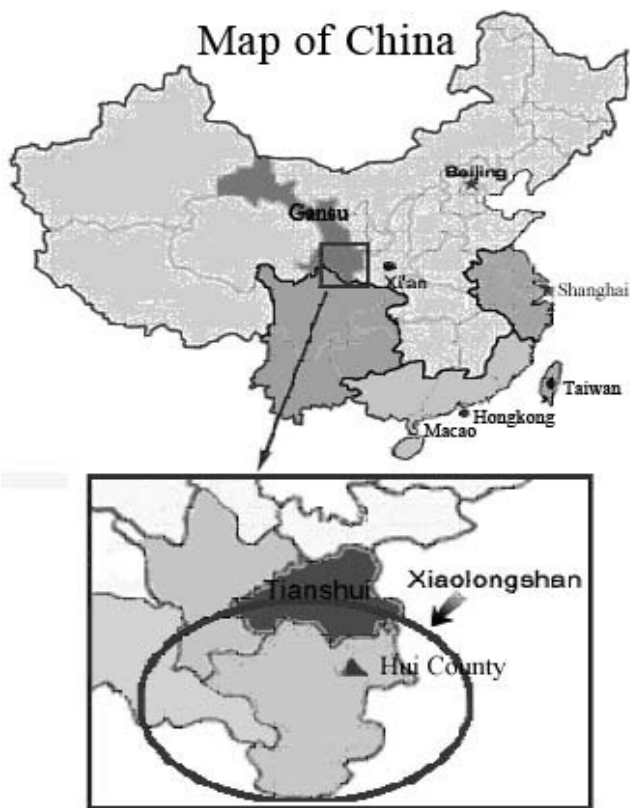 Map of China
Beijing
Gansu
Xi'an
Shanghai
Taiwan
Hongkong
Macao
Tianshui
Xiaolongshan
Hui County